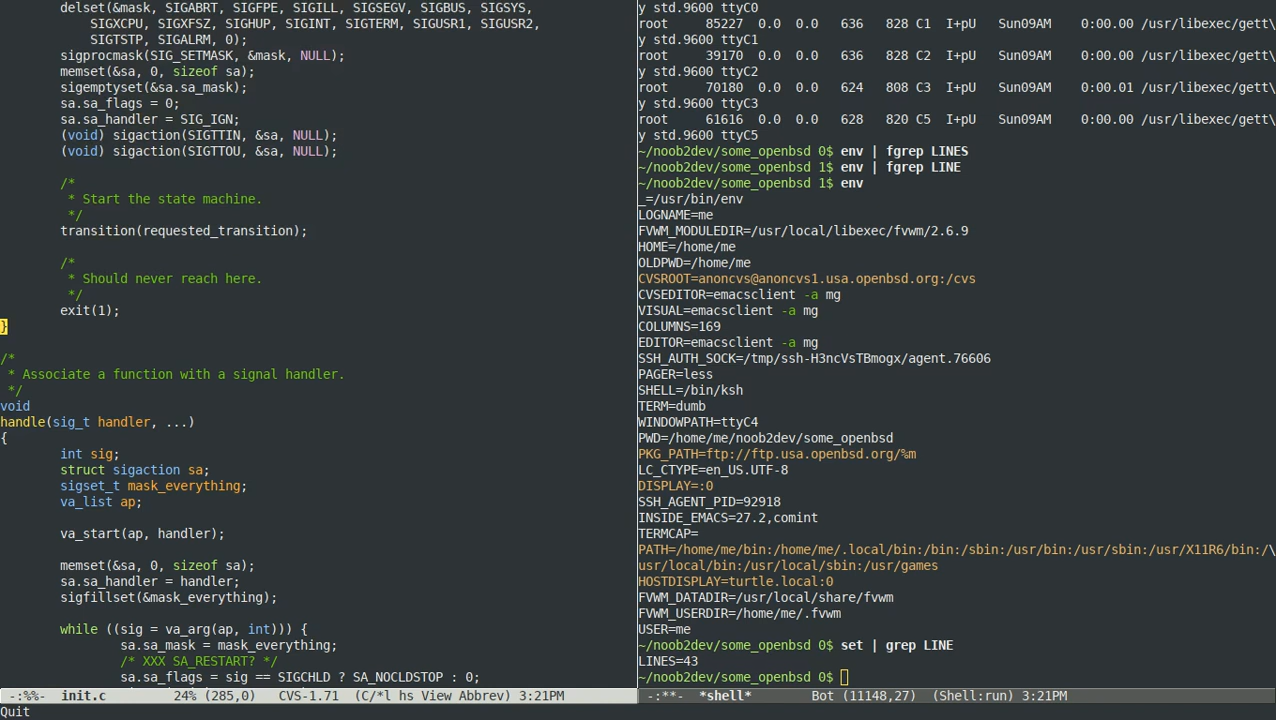 delset(&mask, SIGABRT, SIGFPE, SIGILL, SIGSEGV, SIGBUS, SIGSYS,
            SIGXCPU, SIGXFSZ, SIGHUP, SIGINT, SIGTERM, SIGUSR1, SIGUSR2,
            SIGTSTP, SIGALRM, 0);
        sigprocmask(SIG_SETMASK, &mask, NULL);
        memset(&sa, 0, sizeof sa);
        sigemptyset(&sa.sa_mask);
        sa.sa_flags = 0;
        sa.sa_handler = SIG_IGN;
        (void) sigaction(SIGTTIN, &sa, NULL);
        (void) sigaction(SIGTTOU, &sa, NULL);

        /*
         * Start the state machine.
         */
        transition(requested_transition);

        /*
         * Should never reach here.
         */
        exit(1);
}

/*
 * Associate a function with a signal handler.
 */
void
handle(sig_t handler, ...)
{
        int sig;
        struct sigaction sa;
        sigset_t mask_everything;
        va_list ap;

        va_start(ap, handler);

        memset(&sa, 0, sizeof sa);
        sa.sa_handler = handler;
        sigfillset(&mask_everything);

        while ((sig = va_arg(ap, int))) {
                sa.sa_mask = mask_everything;
                /* XXX SA_RESTART? */
                sa.sa_flags = sig == SIGCHLD ? SA_NOCLDSTOP : 0;
-:%%-  init.c         24% (285,0)    CVS-1.71  (C/*l hs View Abbrev) 3:21PM
y std.9600 ttyC0
root     85227  0.0  0.0   636   828 C1  I+pU   Sun09AM    0:00.00 /usr/libexec/gett\
y std.9600 ttyC1
root     39170  0.0  0.0   636   828 C2  I+pU   Sun09AM    0:00.00 /usr/libexec/gett\
y std.9600 ttyC2
root     70180  0.0  0.0   624   808 C3  I+pU   Sun09AM    0:00.01 /usr/libexec/gett\
y std.9600 ttyC3
root     61616  0.0  0.0   628   820 C5  I+pU   Sun09AM    0:00.00 /usr/libexec/gett\
y std.9600 ttyC5
~/noob2dev/some_openbsd 0$ env | fgrep LINES
~/noob2dev/some_openbsd 1$ env | fgrep LINE
~/noob2dev/some_openbsd 1$ env
_=/usr/bin/env
LOGNAME=me
FVWM_MODULEDIR=/usr/local/libexec/fvwm/2.6.9
HOME=/home/me
OLDPWD=/home/me
CVSROOT=anoncvs@anoncvs1.usa.openbsd.org:/cvs
CVSEDITOR=emacsclient -a mg
VISUAL=emacsclient -a mg
COLUMNS=169
EDITOR=emacsclient -a mg
SSH_AUTH_SOCK=/tmp/ssh-H3ncVsTBmogx/agent.76606
PAGER=less
SHELL=/bin/ksh
TERM=dumb
WINDOWPATH=ttyC4
PWD=/home/me/noob2dev/some_openbsd
PKG_PATH=ftp://ftp.usa.openbsd.org/%m
LC_CTYPE=en_US.UTF-8
DISPLAY=:0
SSH_AGENT_PID=92918
INSIDE_EMACS=27.2,comint
TERMCAP=
PATH=/home/me/bin:/home/me/.local/bin:/bin:/sbin:/usr/bin:/usr/sbin:/usr/X11R6/bin:/\
usr/local/bin:/usr/local/sbin:/usr/games
HOSTDISPLAY=turtle.local:0
FVWM_DATADIR=/usr/local/share/fvwm
FVWM_USERDIR=/home/me/.fvwm
USER=me
~/noob2dev/some_openbsd 0$ set | grep LINE
LINES=43
~/noob2dev/some_openbsd 0$
-:**-  *shell*        Bot (11148,27)  (Shell:run) 3:21PM
Quit